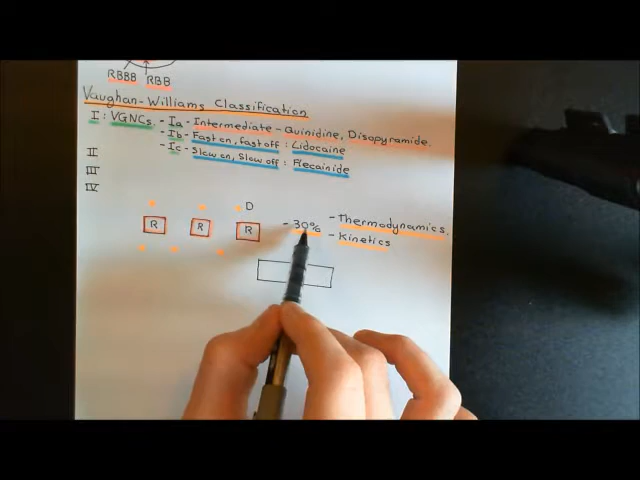 RBBB RBB
Vaughan-Williams Classification
I: VGNCs - Ia - Intermediate - Quinidine, Disopyramide.
- Ib - Fast on, fast off: Lidocaine
- Ic - Slow on, Slow off: Flecainide
II
III
IV
D
R R R - 30% - Thermodynamics.
- Kinetics